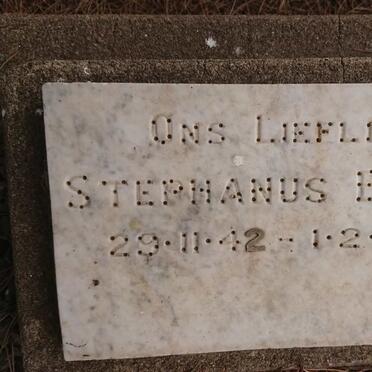 Ons Liefl
Stephanus
29·11·42 - 1·2·